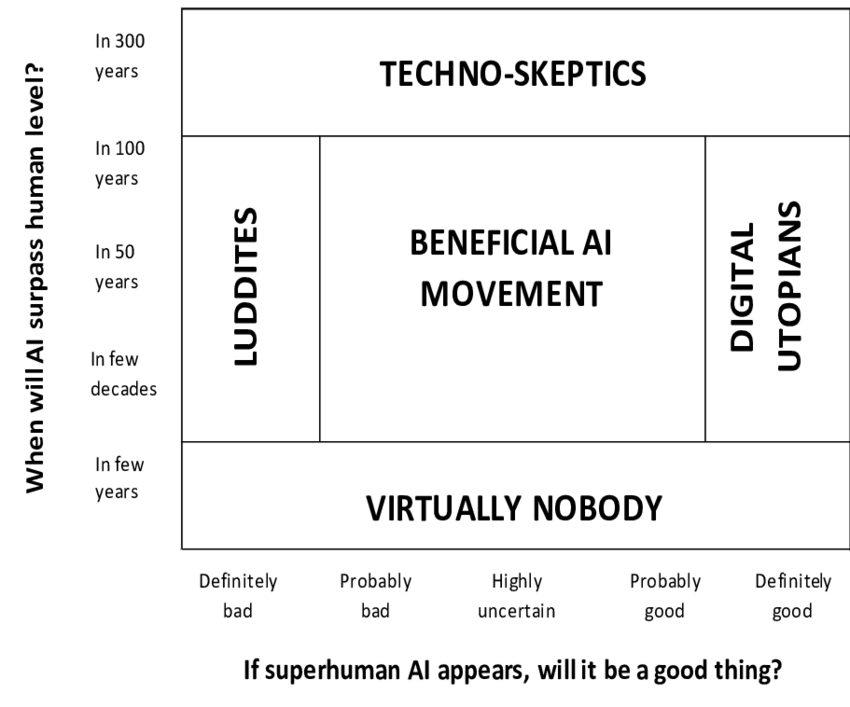 When will AI surpass human level?
In 300
years
TECHNO-SKEPTICS
In 100
years
In 50
years
In few
decades
LUDDITES
BENEFICIAL AI
MOVEMENT
DIGITAL
UTOPIANS
In few
years
VIRTUALLY NOBODY
Definitely
bad
Probably
bad
Highly
uncertain
Probably
good
Definitely
good
If superhuman AI appears, will it be a good thing?